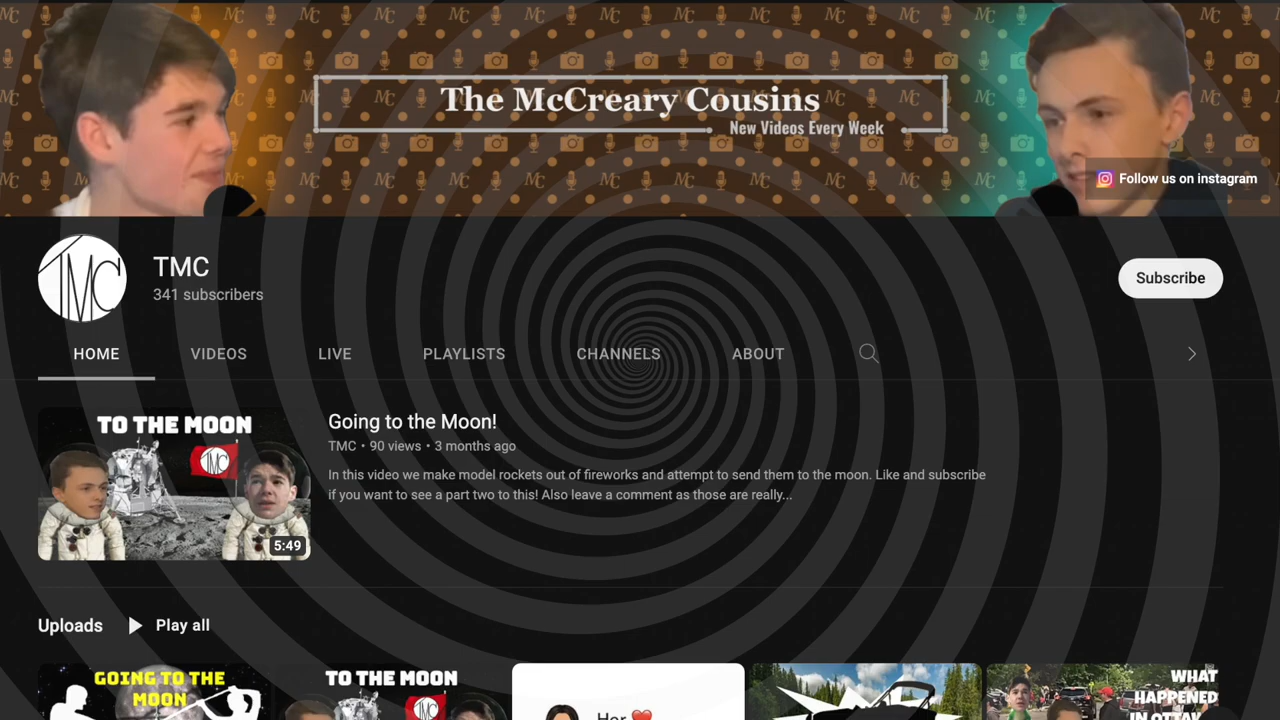 The McCreary Cousins
New Videos Every Week
Follow us on instagram
TMC
TMC
341 subscribers
Subscribe
HOME VIDEOS LIVE PLAYLISTS CHANNELS ABOUT
TO THE MOON
TMC
5:49
Going to the Moon!
TMC • 90 views • 3 months ago
In this video we make model rockets out of fireworks and attempt to send them to the moon. Like and subscribe
if you want to see a part two to this! Also leave a comment as those are really...
Uploads Play all
GOING TO THE
MOON
TO THE MOON
TMC
Her ❤️
WHAT
HAPPENED